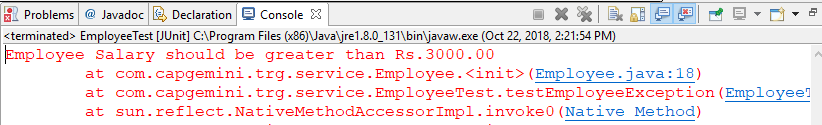 Problems @ Javadoc Declaration Console
<terminated> EmployeeTest [JUnit] C:\Program Files (x86)\Java\jre1.8.0_131\bin\javaw.exe (Oct 22, 2018, 2:21:54 PM)
Employee Salary should be greater than Rs.3000.00
at com.capgemini.trg.service.Employee.<init>(Employee.java:18)
at com.capgemini.trg.service.EmployeeTest.testEmployeeException(EmployeeT
at sun.reflect.NativeMethodAccessorImpl.invoke0(Native Method)